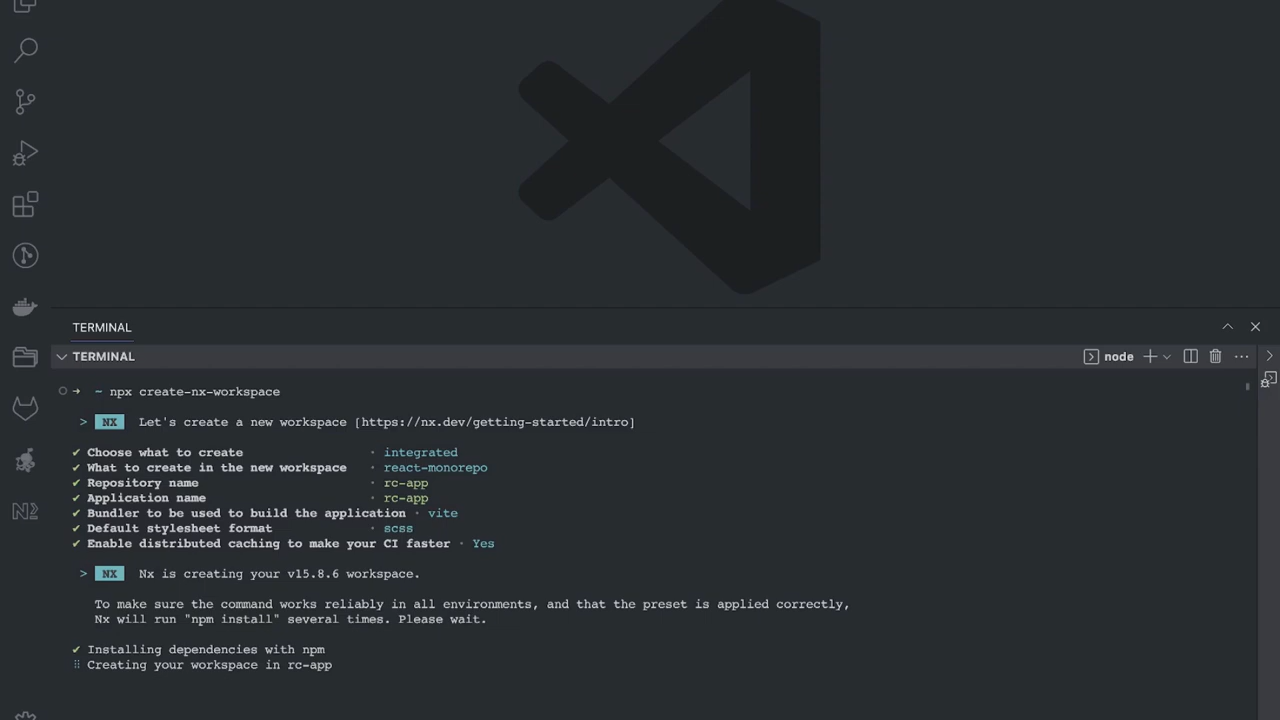 TERMINAL
TERMINAL
node
→ ~ npx create-nx-workspace
> NX Let's create a new workspace [https://nx.dev/getting-started/intro]
✔ Choose what to create · integrated
✔ What to create in the new workspace · react-monorepo
✔ Repository name · rc-app
✔ Application name · rc-app
✔ Bundler to be used to build the application · vite
✔ Default stylesheet format · scss
✔ Enable distributed caching to make your CI faster · Yes
> NX Nx is creating your v15.8.6 workspace.
To make sure the command works reliably in all environments, and that the preset is applied correctly,
Nx will run "npm install" several times. Please wait.
✔ Installing dependencies with npm
⠿ Creating your workspace in rc-app